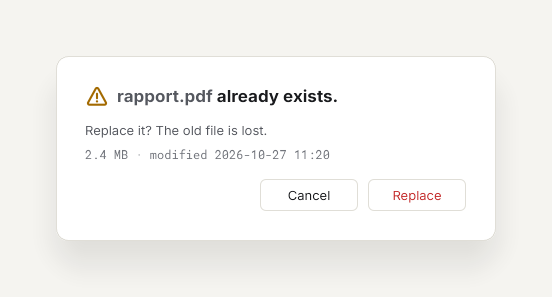 rapport.pdf already exists.
Replace it? The old file is lost.
2.4 MB · modified 2026-10-27 11:20
Cancel
Replace